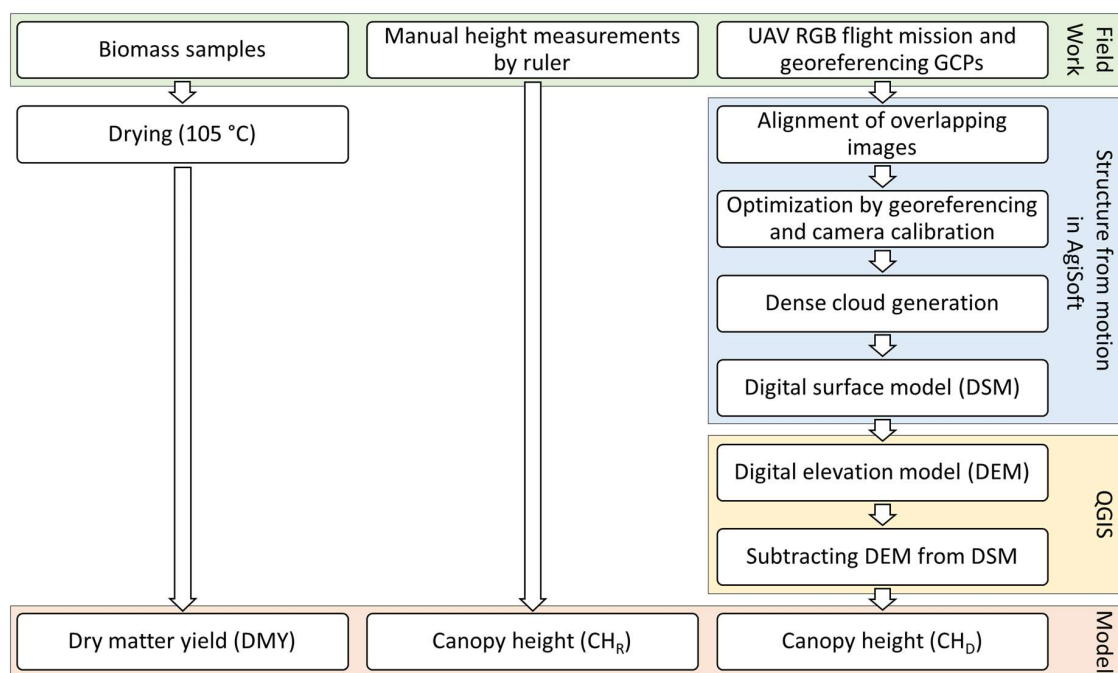 Biomass samples
Manual height measurements
by ruler
UAV RGB flight mission and
georeferencing GCPs
Field
Work
Drying (105 °C)
Alignment of overlapping
images
Optimization by georeferencing
and camera calibration
Dense cloud generation
Digital surface model (DSM)
Structure from motion
in AgiSoft
Digital elevation model (DEM)
Subtracting DEM from DSM
QGIS
Dry matter yield (DMY)
Canopy height (CH_R)
Canopy height (CH_D)
Model